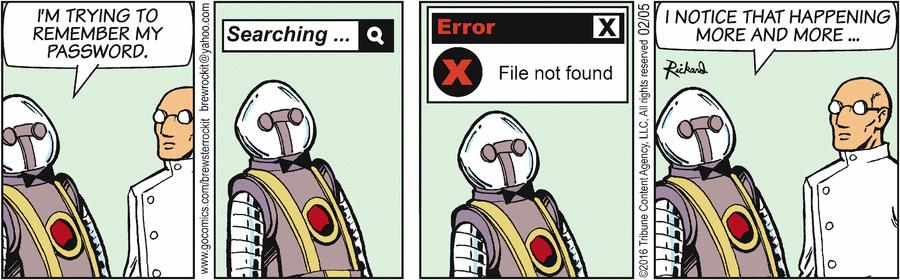 I'M TRYING TO
REMEMBER MY
PASSWORD.
www.gocomics.com/brewsterrockit brewrockit@yahoo.com
Searching ...
Error X
X
File not found
©2016 Tribune Content Agency, LLC, All rights reserved 02/05
I NOTICE THAT HAPPENING
MORE AND MORE ...
Rickard